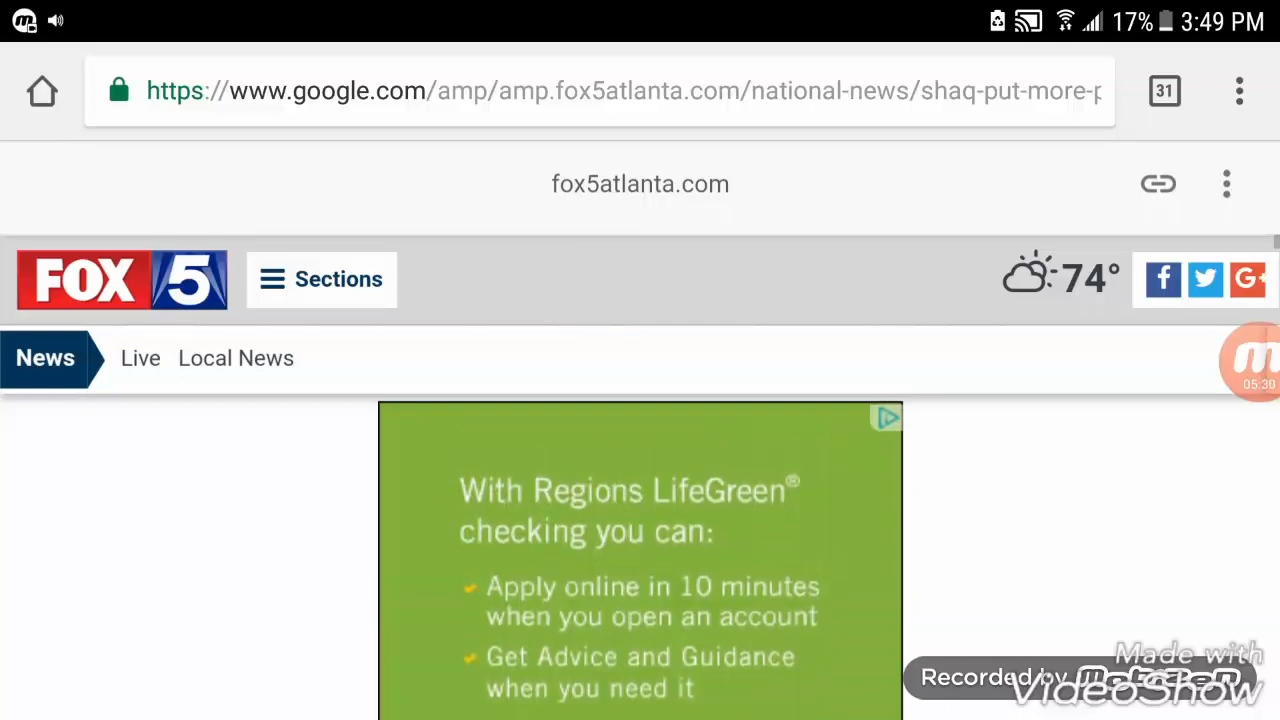 17% 3:49 PM
https://www.google.com/amp/amp.fox5atlanta.com/national-news/shaq-put-more-p
31
fox5atlanta.com
FOX 5
Sections
74°
f
G+
News Live Local News
m
05:30
With Regions LifeGreen®
checking you can:
Apply online in 10 minutes
when you open an account
Get Advice and Guidance
when you need it
Made with
VideoShow
Recorded by